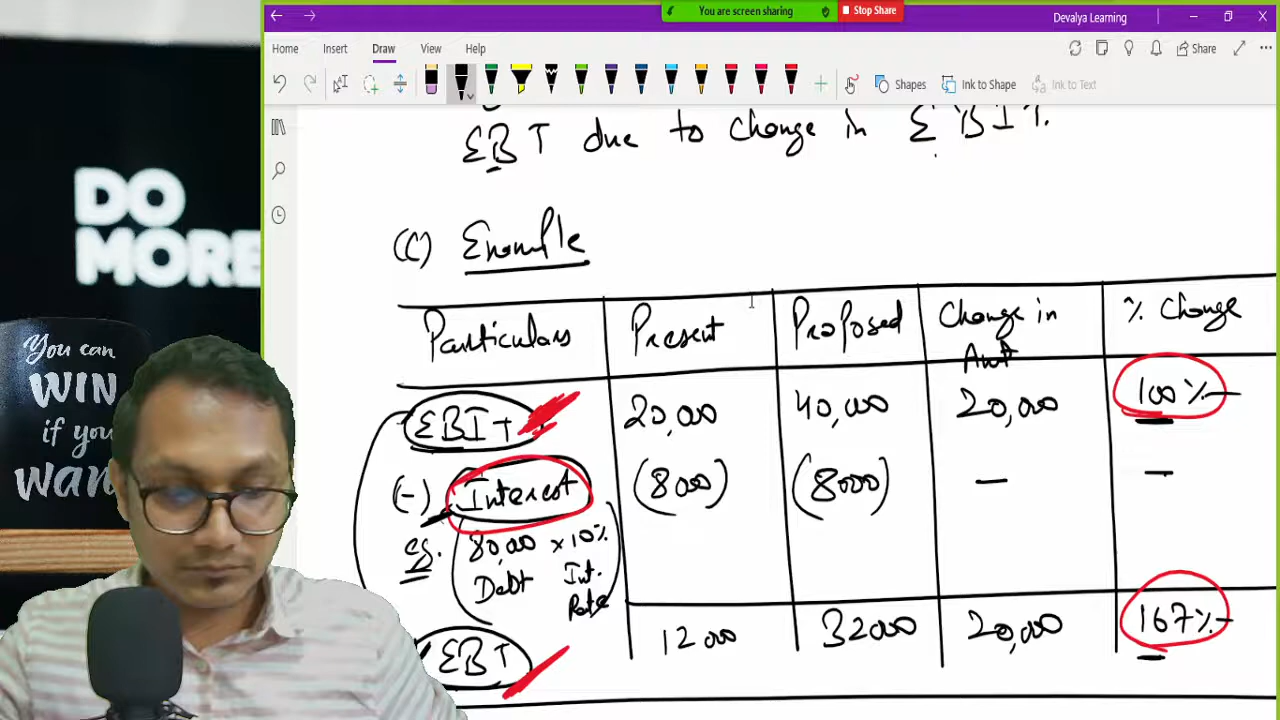 You are screen sharing
Stop Share
Devalya Learning
Home Insert Draw View Help
Share
Shapes
Ink to Shape
Ink to Text
EBT due to change in EBIT.
(C) Example
Particulars Present Proposed Change in Amt % Change
EBIT 20,000 40,000 20,000 100%
(-) Interest (8000) (8000) — —
eg. 80,000 × 10%
Debt Int. Rate
EBT 12000 32000 20,000 167%
DO
MORE
You can
WIN
if you
Want